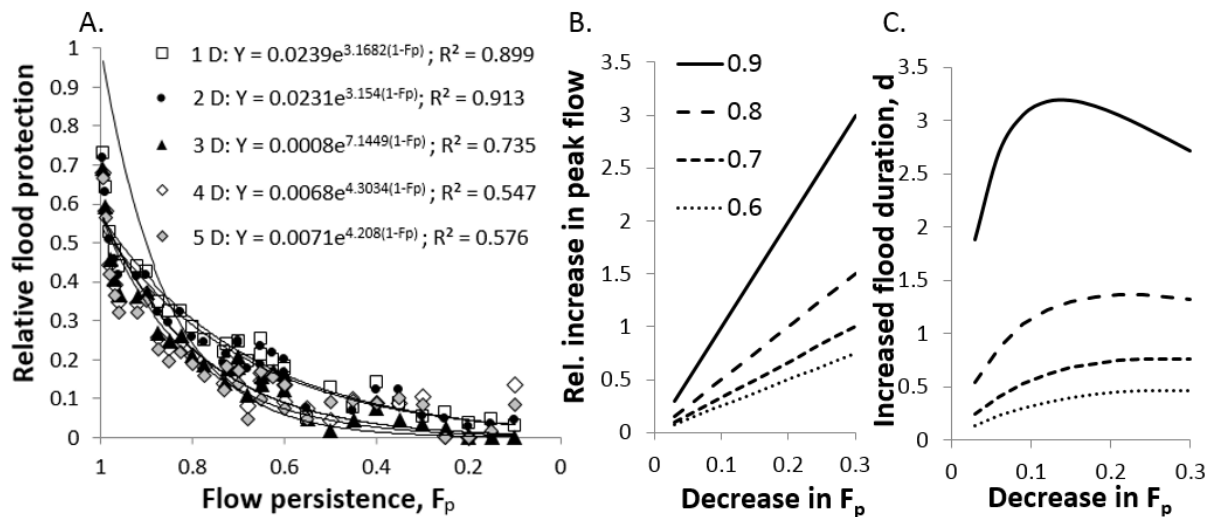 A.
Relative flood protection
1
0.9
0.8
0.7
0.6
0.5
0.4
0.3
0.2
0.1
0
1 D: Y = 0.0239e^3.1682(1-Fp) ; R² = 0.899
2 D: Y = 0.0231e^3.154(1-Fp) ; R² = 0.913
3 D: Y = 0.0008e^7.1449(1-Fp) ; R² = 0.735
4 D: Y = 0.0068e^4.3034(1-Fp) ; R² = 0.547
5 D: Y = 0.0071e^4.208(1-Fp) ; R² = 0.576
1 0.8 0.6 0.4 0.2 0
Flow persistence, Fp
B.
Rel. increase in peak flow
3.5
3
2.5
2
1.5
1
0.5
0
0.9
0.8
0.7
0.6
0 0.1 0.2 0.3
Decrease in Fp
C.
Increased flood duration, d
3.5
3
2.5
2
1.5
1
0.5
0
0 0.1 0.2 0.3
Decrease in Fp